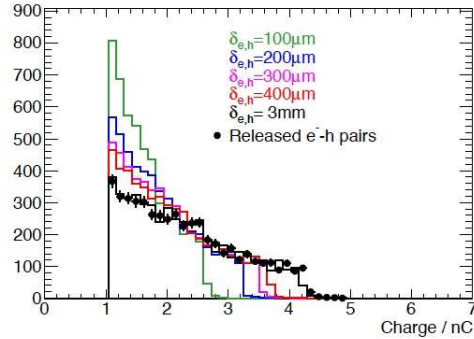 900
800
700
600
500
400
300
200
100
0
δe,h=100μm
δe,h=200μm
δe,h=300μm
δe,h=400μm
δe,h= 3mm
Released e⁻-h pairs
0 1 2 3 4 5 6 7
Charge / nC